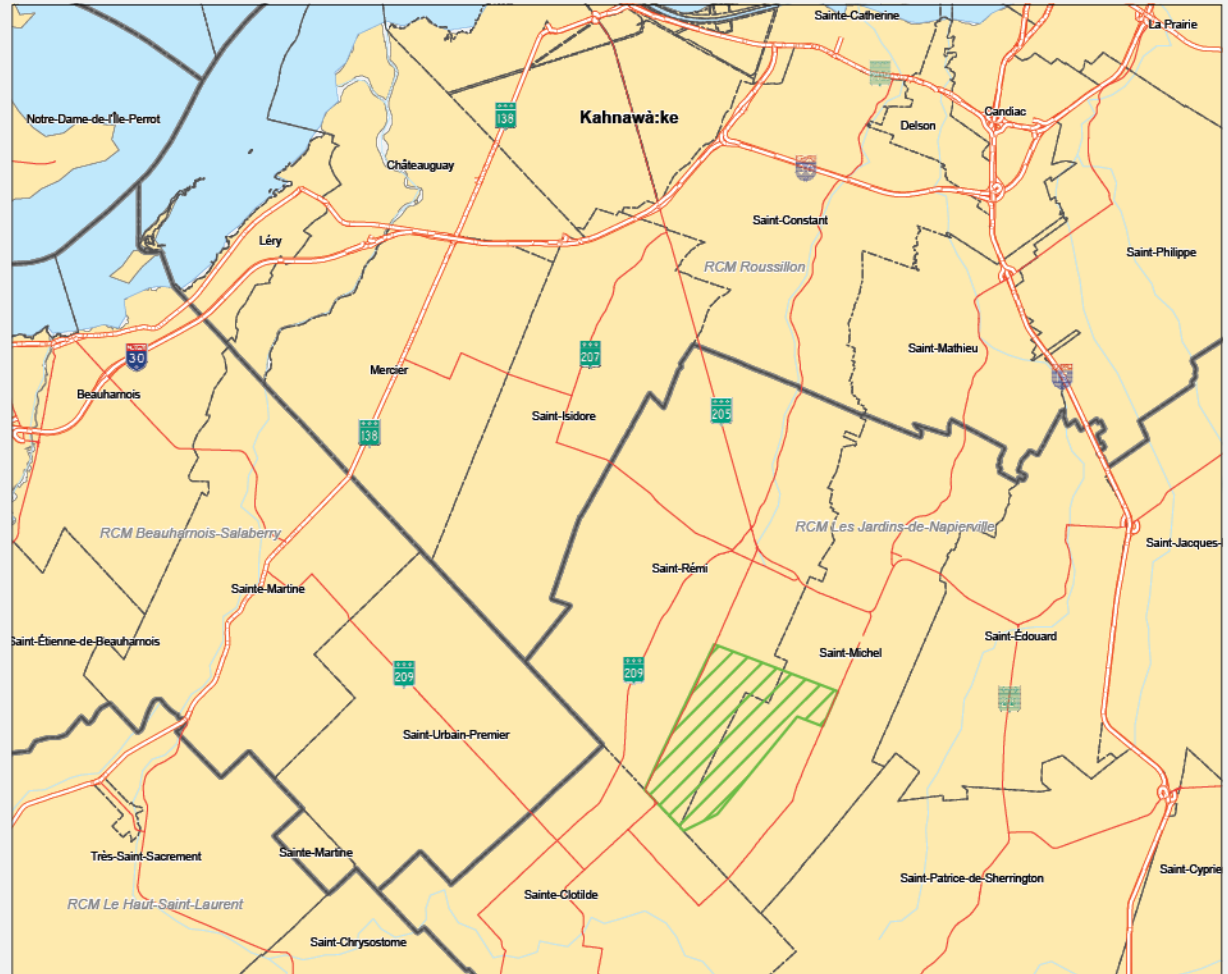 Sainte-Catherine
La Prairie
Notre-Dame-de-l'Île-Perrot
138
Kahnawà:ke
Candiac
Delson
Châteauguay
Saint-Constant
Léry
RCM Roussillon
Saint-Philippe
30
207
Saint-Mathieu
Mercier
Beauharnois
205
Saint-Isidore
138
RCM Beauharnois-Salaberry
RCM Les Jardins-de-Napierville
Saint-Jacques-
Saint-Rémi
Sainte-Martine
Saint-Étienne-de-Beauharnois
Saint-Édouard
Saint-Michel
209
209
Saint-Urbain-Premier
Très-Saint-Sacrement
Sainte-Martine
Saint-Cyprie
Saint-Patrice-de-Sherrington
Sainte-Clotilde
RCM Le Haut-Saint-Laurent
Saint-Chrysostome